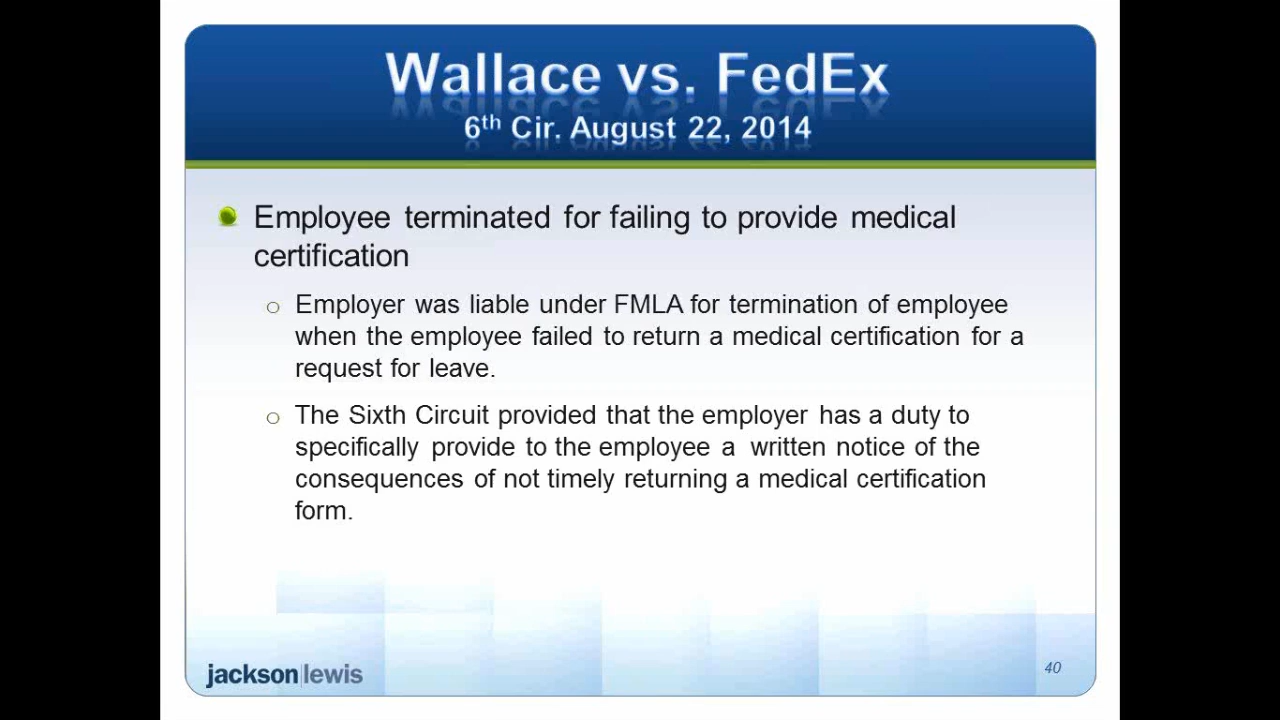 Wallace vs. FedEx
6th Cir. August 22, 2014
Employee terminated for failing to provide medical
certification
Employer was liable under FMLA for termination of employee
when the employee failed to return a medical certification for a
request for leave.
The Sixth Circuit provided that the employer has a duty to
specifically provide to the employee a written notice of the
consequences of not timely returning a medical certification
form.
jackson|lewis
40